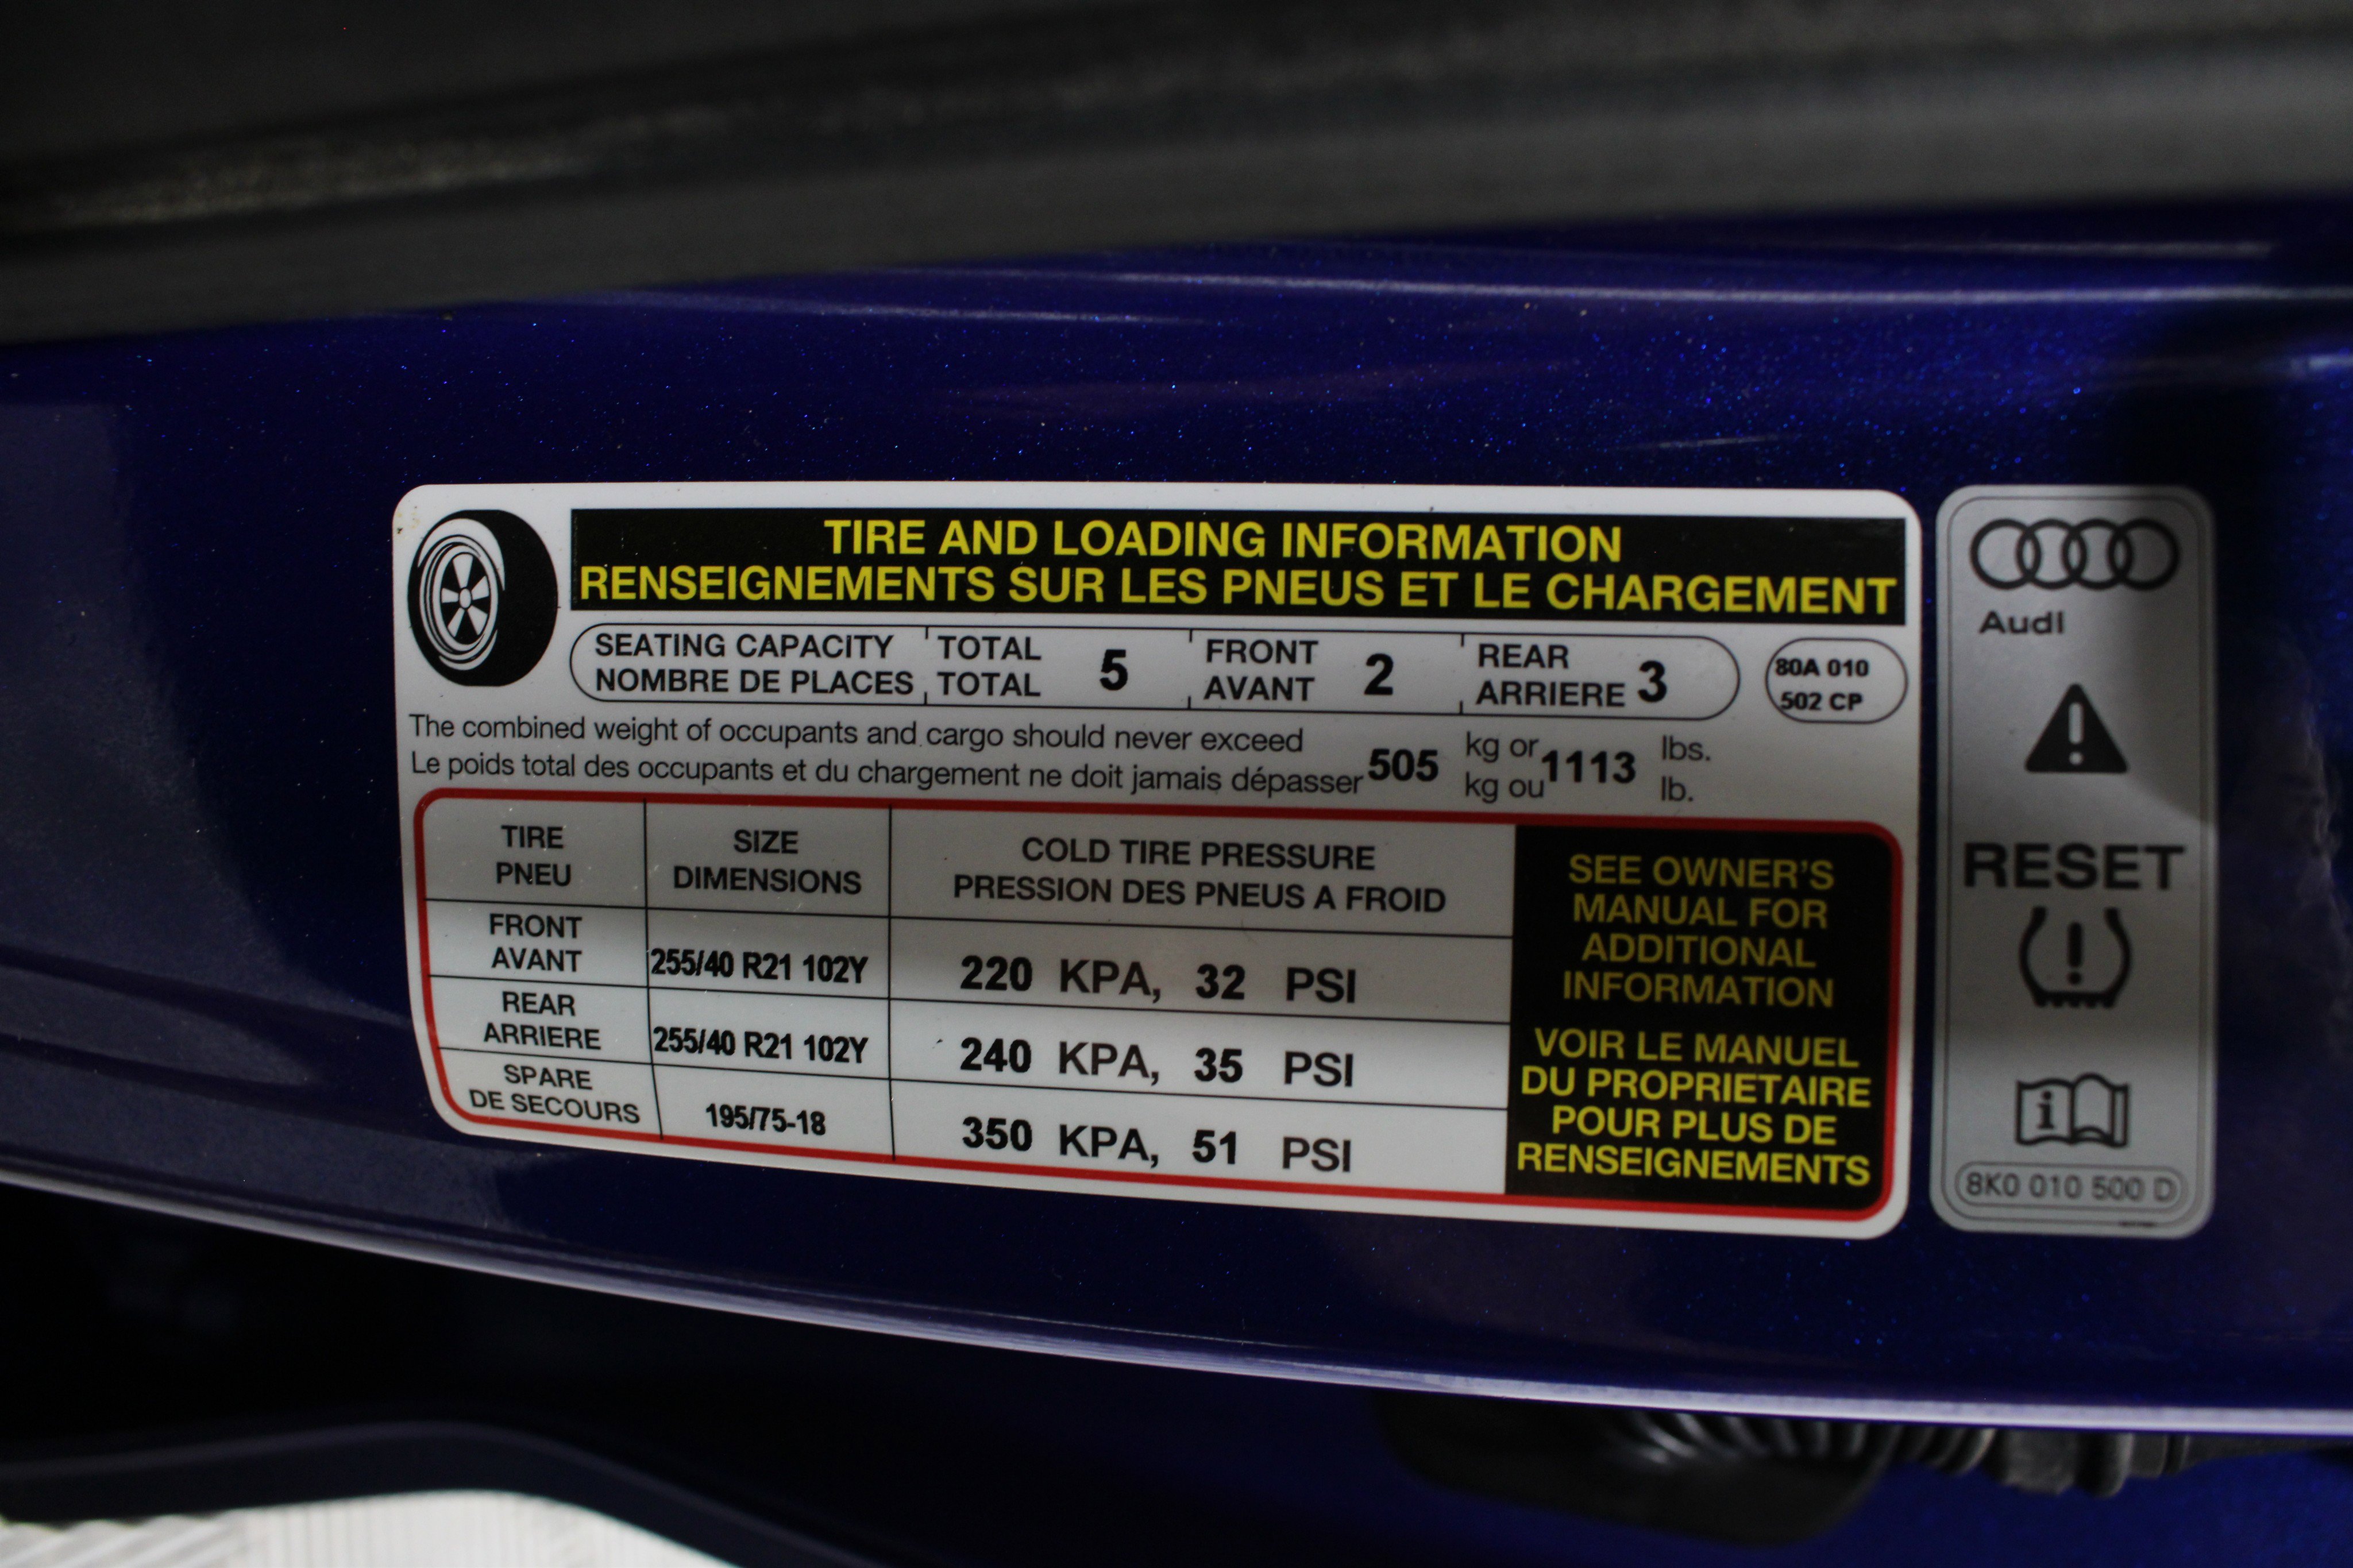 TIRE AND LOADING INFORMATION
RENSEIGNEMENTS SUR LES PNEUS ET LE CHARGEMENT
SEATING CAPACITY TOTAL 5 FRONT 2 REAR 3
NOMBRE DE PLACES TOTAL AVANT ARRIERE
80A 010
502 CP
The combined weight of occupants and cargo should never exceed 505 kg or 1113 lbs.
Le poids total des occupants et du chargement ne doit jamais dépasser kg ou lb.
TIRE SIZE COLD TIRE PRESSURE
PNEU DIMENSIONS PRESSION DES PNEUS A FROID
FRONT
AVANT 255/40 R21 102Y 220 KPA, 32 PSI
REAR
ARRIERE 255/40 R21 102Y 240 KPA, 35 PSI
SPARE
DE SECOURS 195/75-18 350 KPA, 51 PSI
SEE OWNER'S
MANUAL FOR
ADDITIONAL
INFORMATION
VOIR LE MANUEL
DU PROPRIETAIRE
POUR PLUS DE
RENSEIGNEMENTS
Audi
RESET
8K0 010 500 D